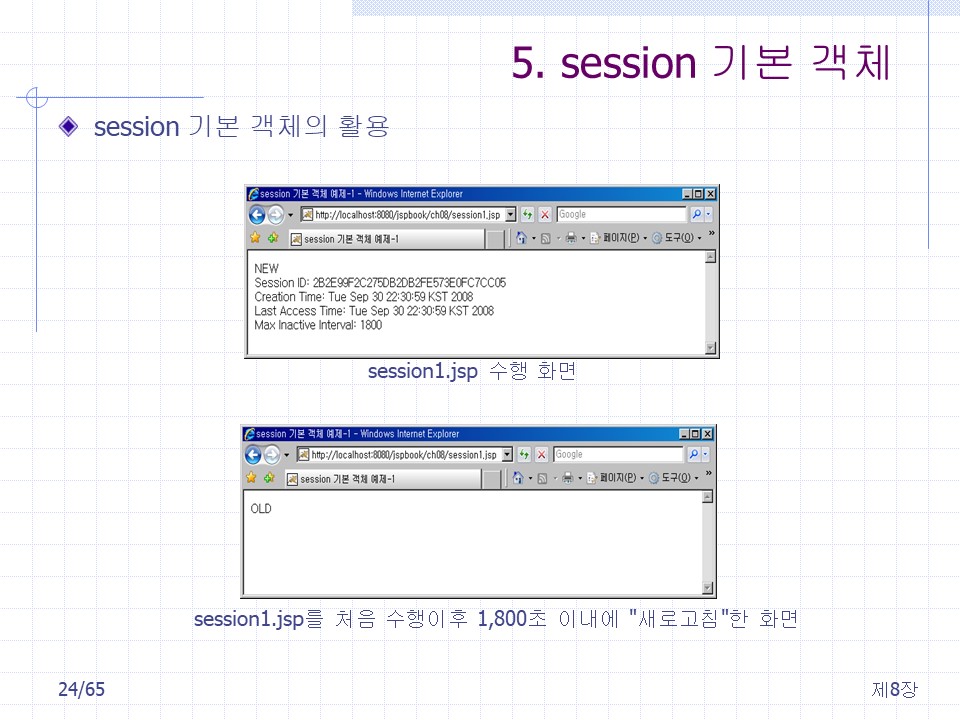 5. session 기본 객체
session 기본 객체의 활용
session 기본 객체 예제-1 - Windows Internet Explorer
http://localhost:8080/jspbook/ch08/session1.jsp
Google
session 기본 객체 예제-1
페이지(P)
도구(O)
»
NEW
Session ID: 2B2E99F2C275DB2DB2FE573E0FC7CC05
Creation Time: Tue Sep 30 22:30:59 KST 2008
Last Access Time: Tue Sep 30 22:30:59 KST 2008
Max Inactive Interval: 1800
session1.jsp 수행 화면
session 기본 객체 예제-1 - Windows Internet Explorer
http://localhost:8080/jspbook/ch08/session1.jsp
Google
session 기본 객체 예제-1
페이지(P)
도구(O)
»
OLD
session1.jsp를 처음 수행이후 1,800초 이내에 "새로고침"한 화면
24/65
제8장